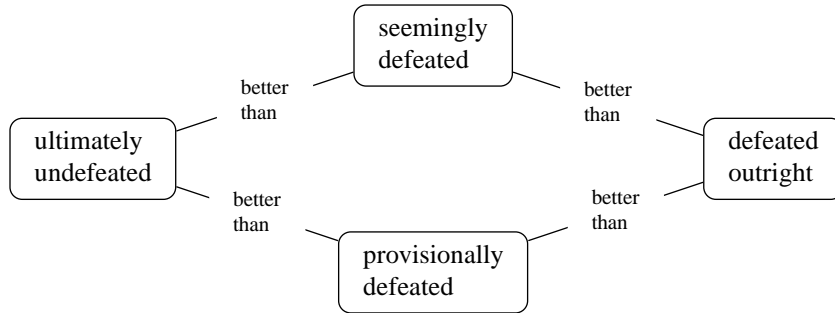 seemingly
defeated
better
than
better
than
ultimately
undefeated
defeated
outright
better
than
better
than
provisionally
defeated